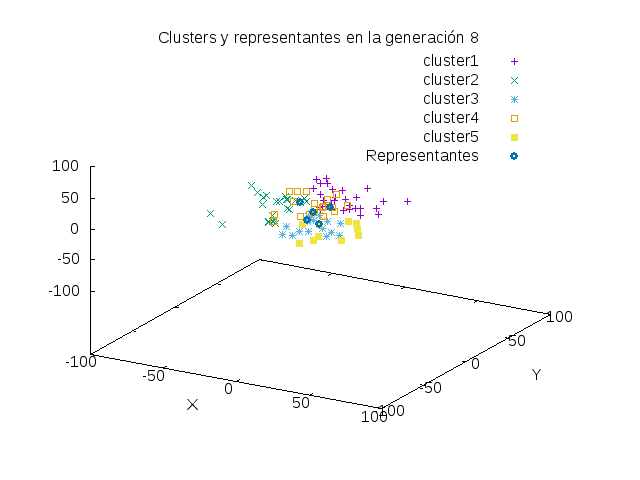 Clusters y representantes en la generación 8
cluster1
cluster2
cluster3
cluster4
cluster5
Representantes
100
50
0
-50
-100
-100
-50
0
50
100
X
-100
-50
0
50
100
Y